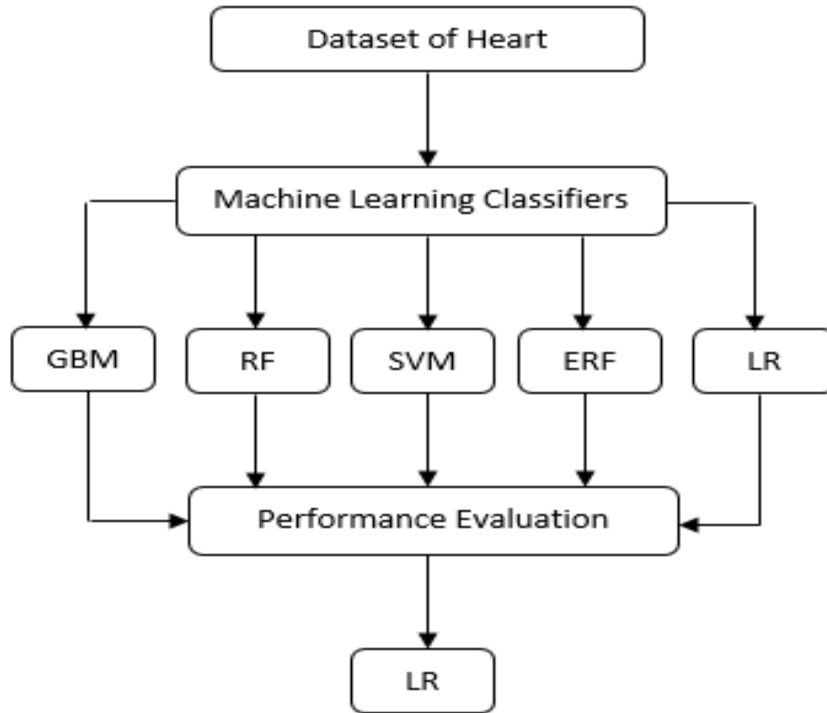 Dataset of Heart
Machine Learning Classifiers
GBM
RF
SVM
ERF
LR
Performance Evaluation
LR